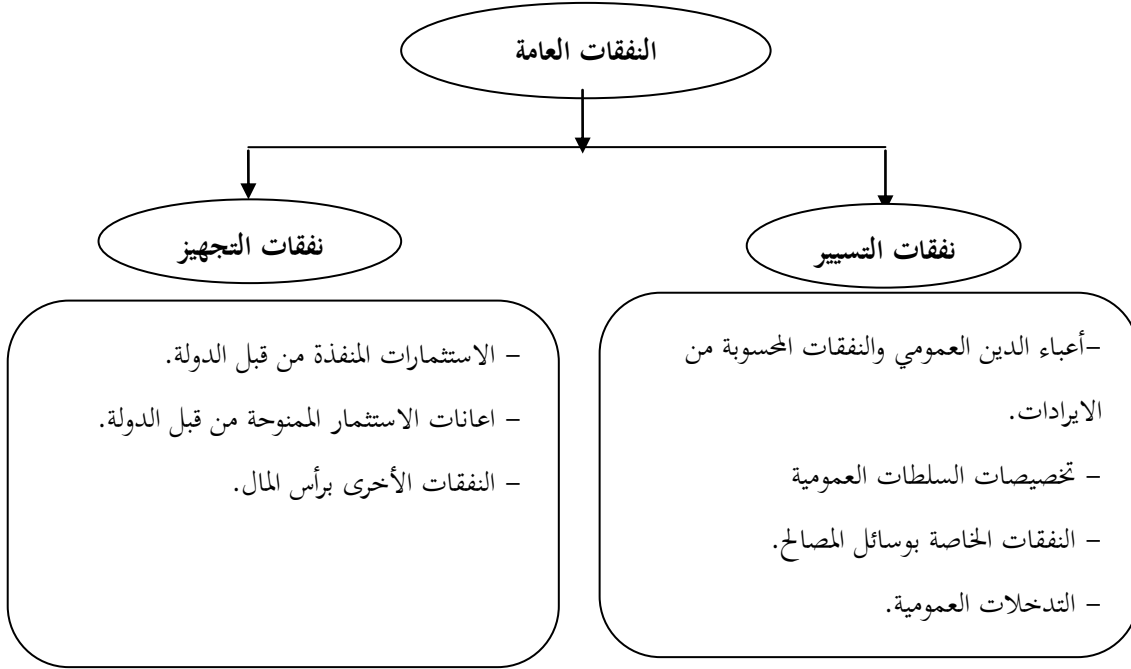 النفقات العامة
نفقات التسيير
–أعباء الدين العمومي والنفقات المحسوبة من
الايرادات.
– تخصيصات السلطات العمومية
– النفقات الخاصة بوسائل المصالح.
– التدخلات العمومية.
نفقات التجهيز
– الاستثمارات المنفذة من قبل الدولة.
– اعانات الاستثمار الممنوحة من قبل الدولة.
– النفقات الأخرى برأس المال.